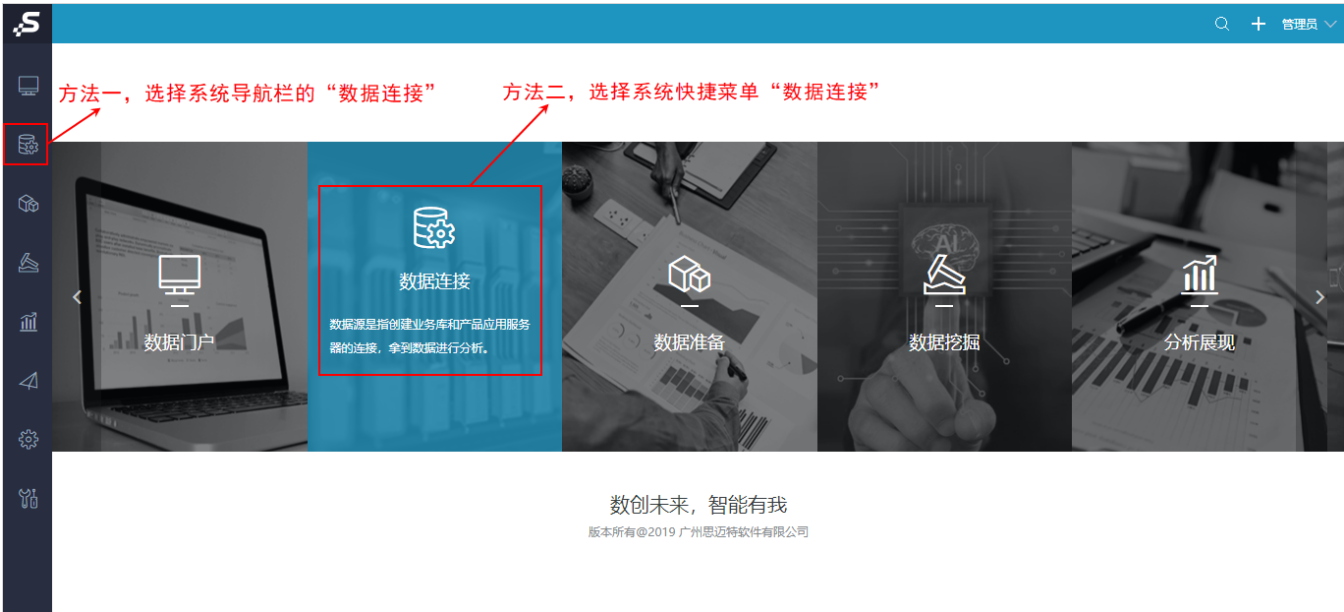 管理员
方法一，选择系统导航栏的“数据连接”
方法二，选择系统快捷菜单“数据连接”
数据门户
数据连接
数据源是指创建业务库和产品应用服务
器的连接，拿到数据进行分析。
数据准备
AI
数据挖掘
分析展现
数创未来，智能有我
版本所有@2019 广州思迈特软件有限公司